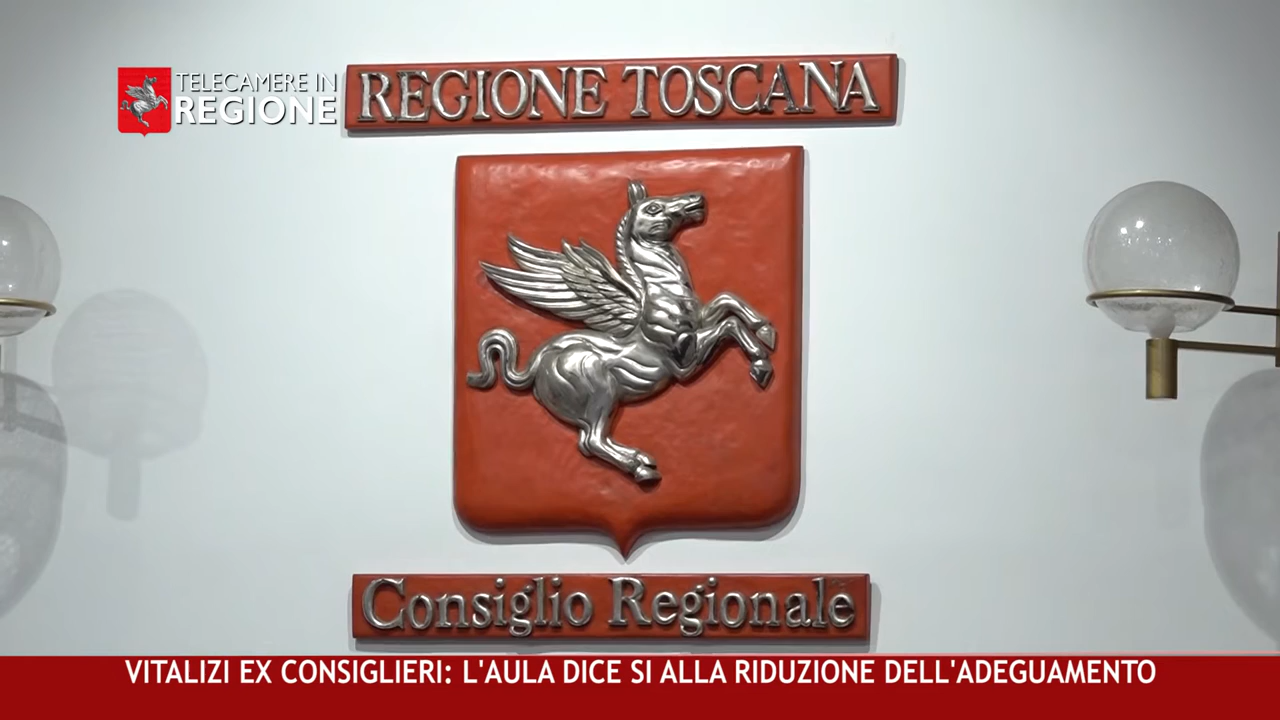 TELECAMERE IN
REGIONE
REGIONE TOSCANA
Consiglio Regionale
VITALIZI EX CONSIGLIERI: L'AULA DICE SI ALLA RIDUZIONE DELL'ADEGUAMENTO